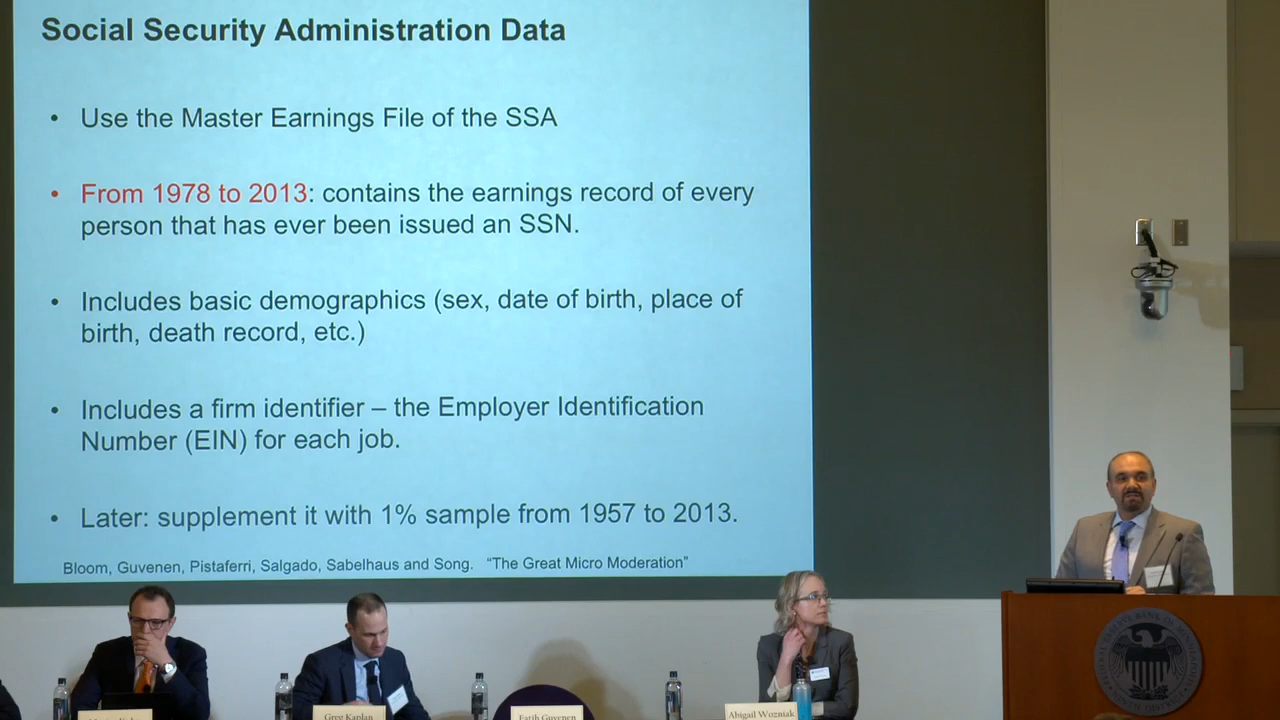 Social Security Administration Data
• Use the Master Earnings File of the SSA
• From 1978 to 2013: contains the earnings record of every
person that has ever been issued an SSN.
• Includes basic demographics (sex, date of birth, place of
birth, death record, etc.)
• Includes a firm identifier – the Employer Identification
Number (EIN) for each job.
• Later: supplement it with 1% sample from 1957 to 2013.
Bloom, Guvenen, Pistaferri, Salgado, Sabelhaus and Song. “The Great Micro Moderation”
Greg Kaplan
Fatih Guvenen
Abigail Wozniak